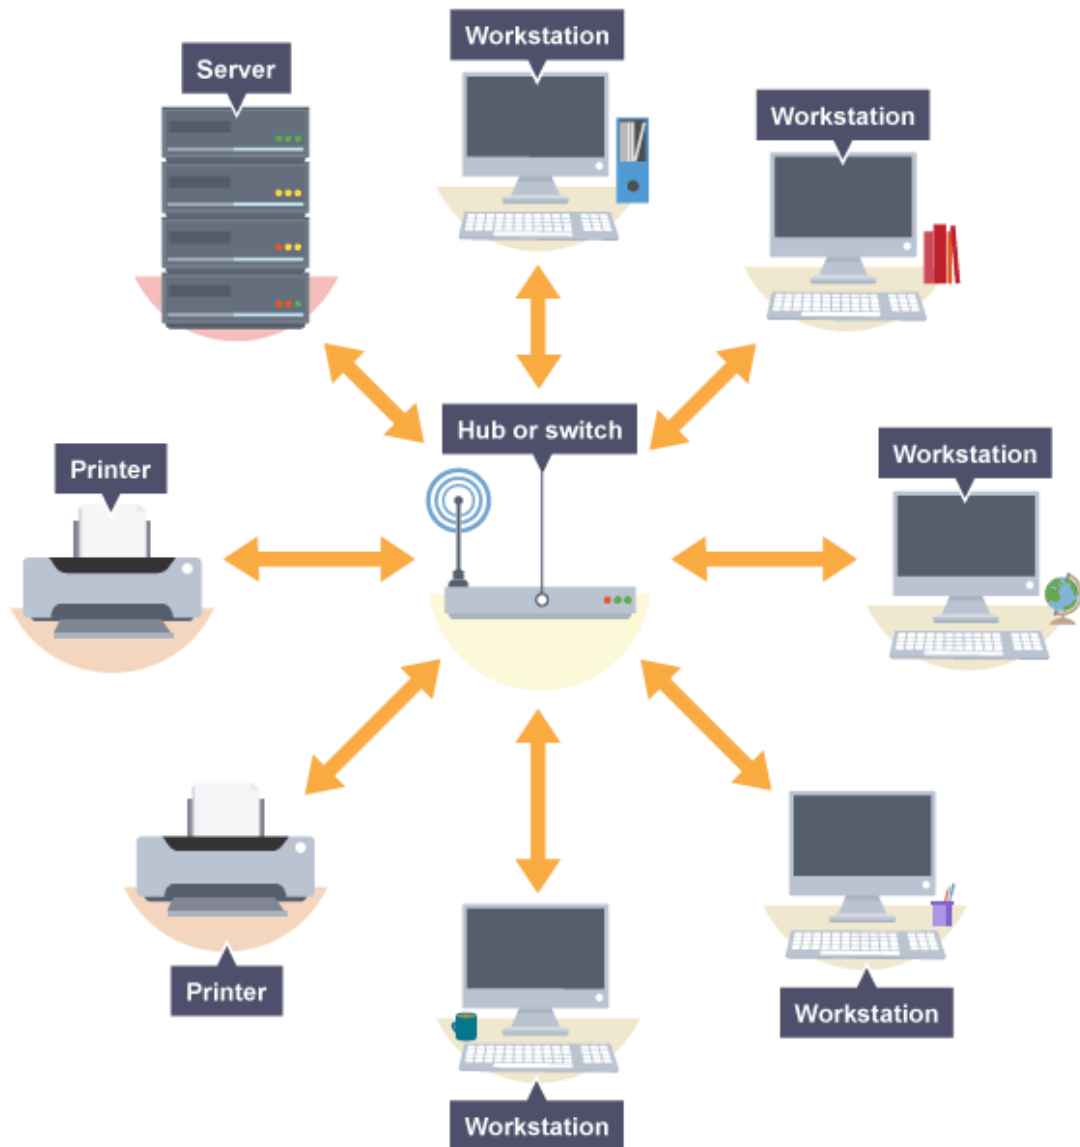 Workstation
Server
Workstation
Hub or switch
Workstation
Printer
Printer
Workstation
Workstation